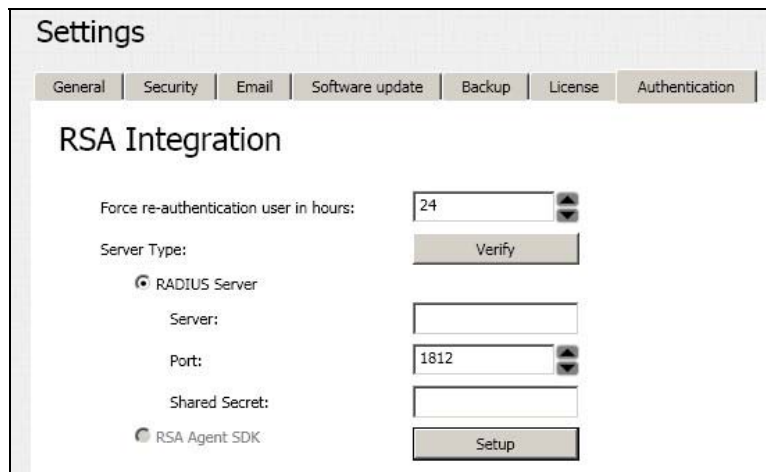 Settings
General Security Email Software update Backup License Authentication
RSA Integration
Force re-authentication user in hours: 24
Server Type: Verify
RADIUS Server
Server:
Port: 1812
Shared Secret:
RSA Agent SDK Setup